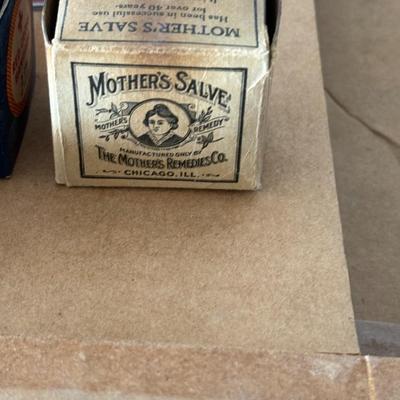 MOTHER'S SALVE
Has been in successful use
for over 40 years.
MOTHER'S SALVE
MOTHER'S REMEDY
MANUFACTURED ONLY BY
THE MOTHER'S REMEDIES CO.
CHICAGO, ILL.